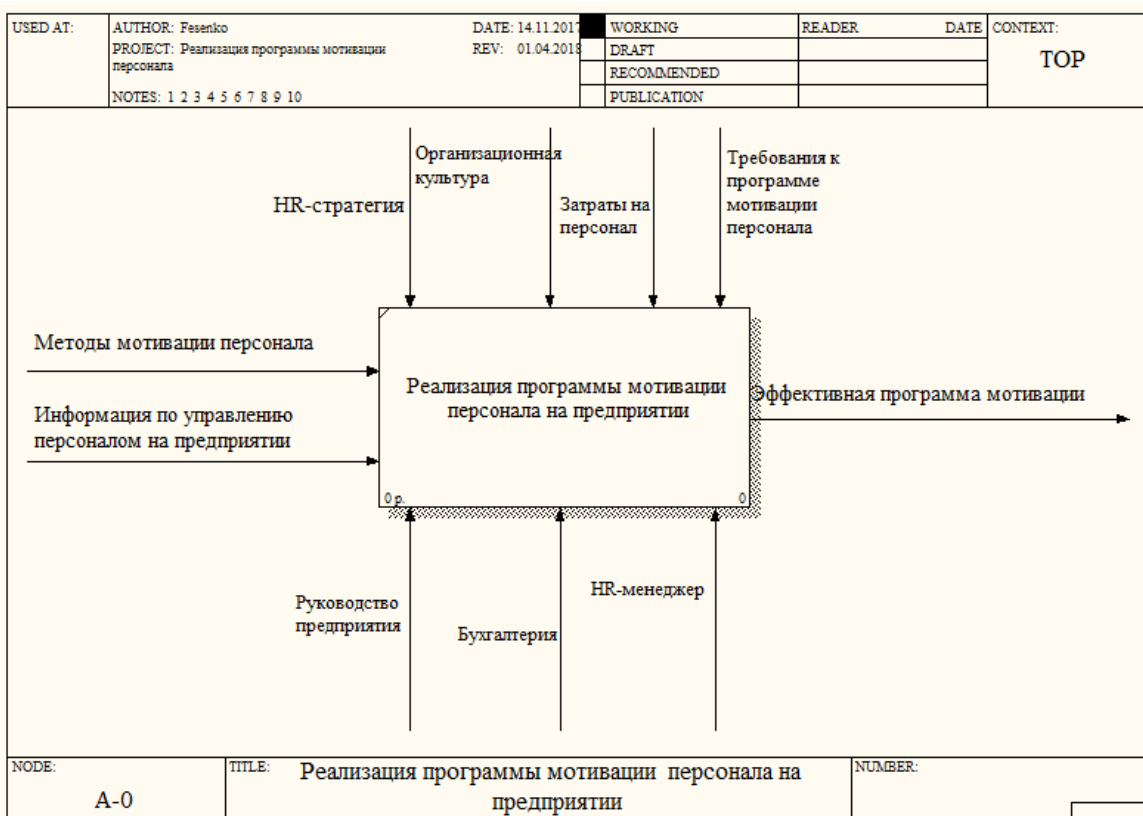 USED AT:
AUTHOR: Fesenko
DATE: 14.11.2017
PROJECT: Реализация программы мотивации
персонала
REV: 01.04.2018
NOTES: 1 2 3 4 5 6 7 8 9 10
WORKING
DRAFT
RECOMMENDED
PUBLICATION
READER
DATE
CONTEXT:
TOP
Организационная
культура
HR-стратегия
Затраты на
персонал
Требования к
программе
мотивации
персонала
Методы мотивации персонала
Информация по управлению
персоналом на предприятии
Реализация программы мотивации
персонала на предприятии
0 р.
0
Эффективная программа мотивации
Руководство
предприятия
Бухгалтерия
HR-менеджер
NODE:
A-0
TITLE:
Реализация программы мотивации персонала на
предприятии
NUMBER: